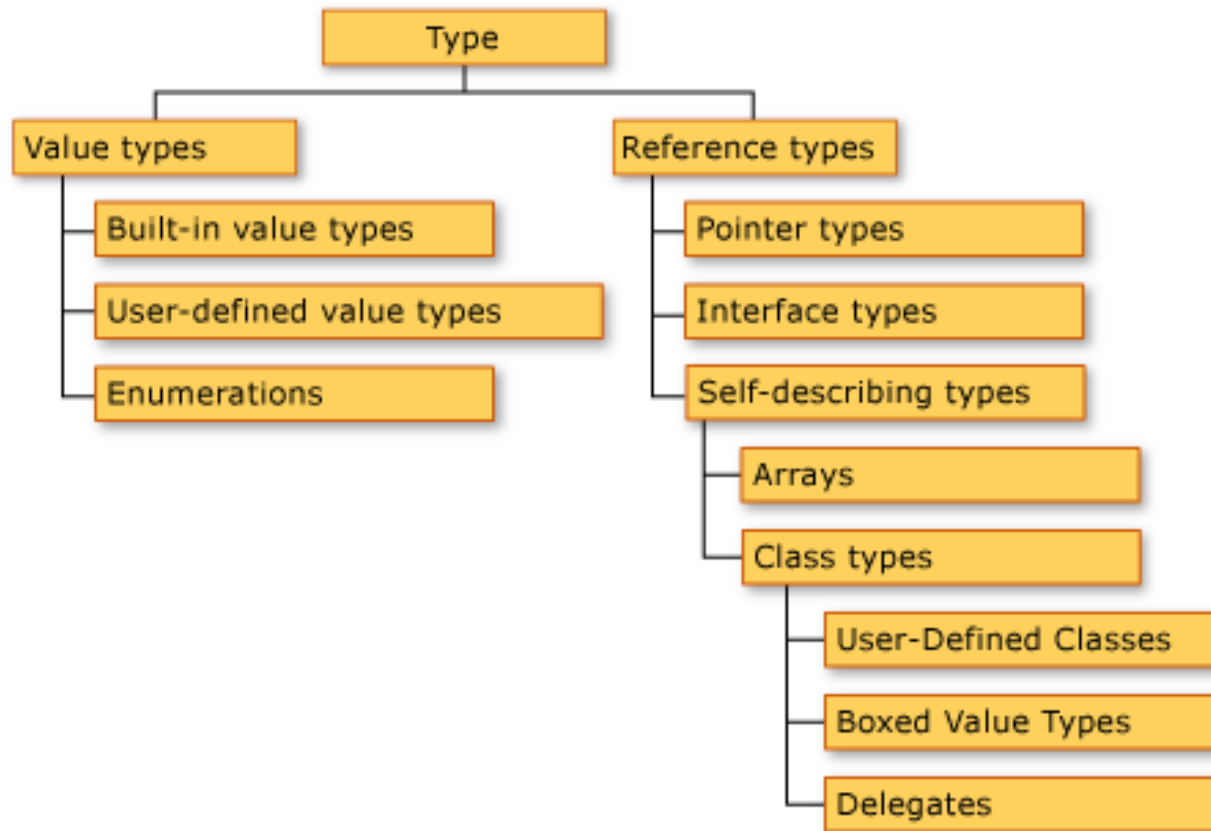 Type
Value types
Built-in value types
User-defined value types
Enumerations
Reference types
Pointer types
Interface types
Self-describing types
Arrays
Class types
User-Defined Classes
Boxed Value Types
Delegates